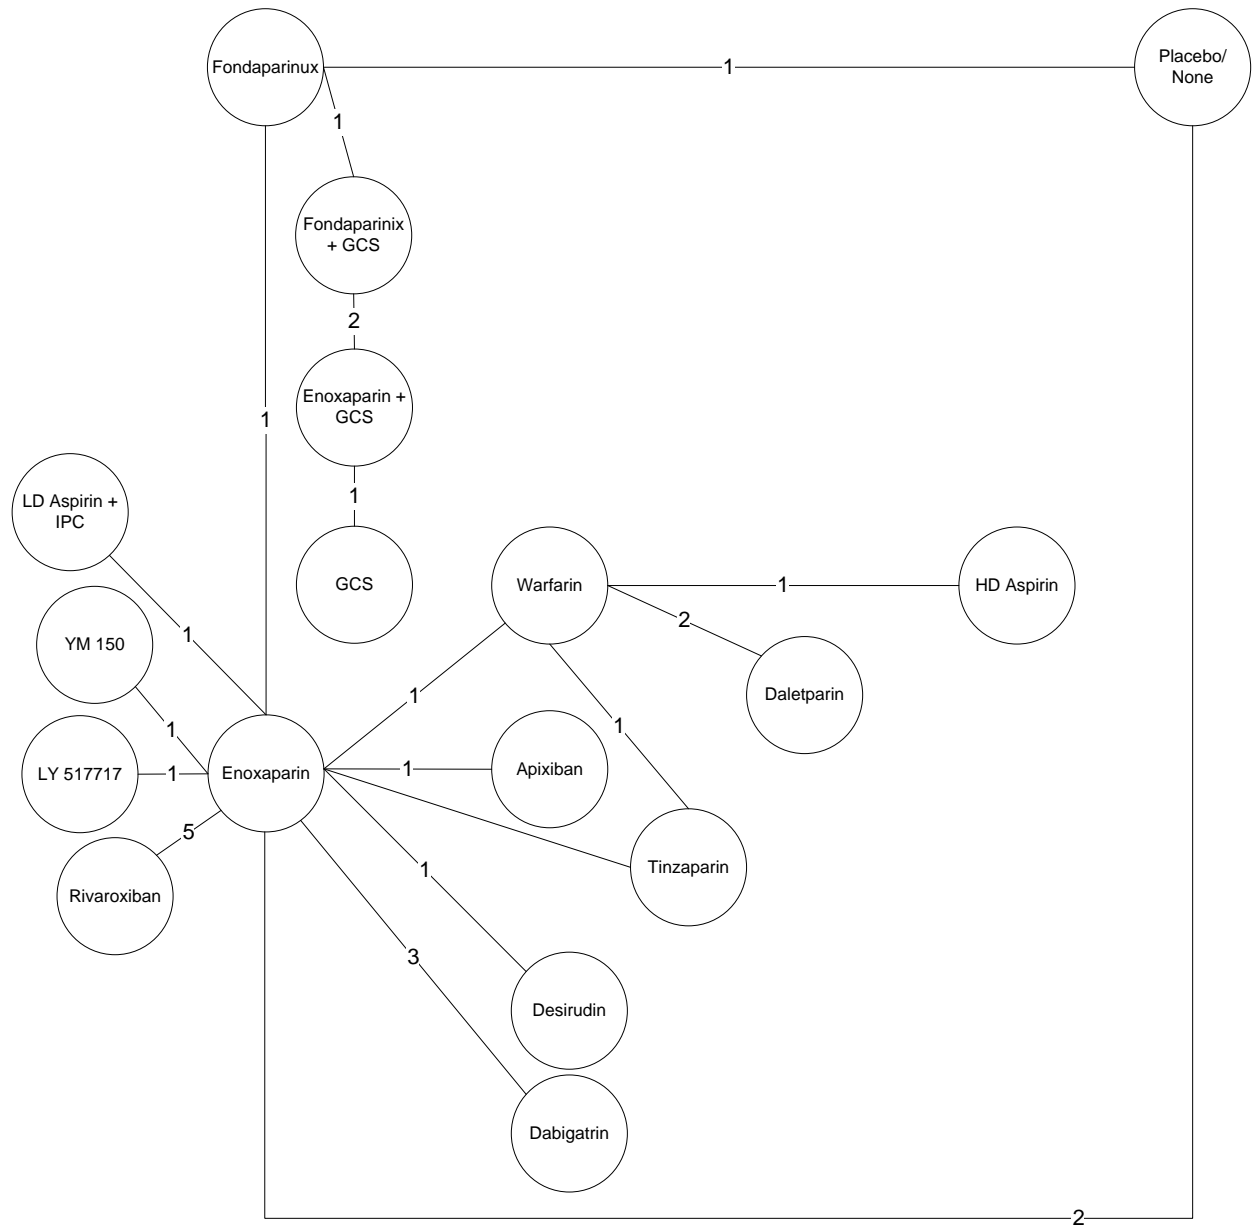 Fondaparinux
1
Placebo/
None
1
Fondaparinix
+ GCS
2
Enoxaparin +
GCS
1
1
GCS
LD Aspirin +
IPC
1
YM 150
1
LY 517717
1
Rivaroxiban
5
Enoxaparin
Warfarin
1
HD Aspirin
2
Daletparin
1
1
Apixiban
1
Tinzaparin
1
Desirudin
3
Dabigatrin
2